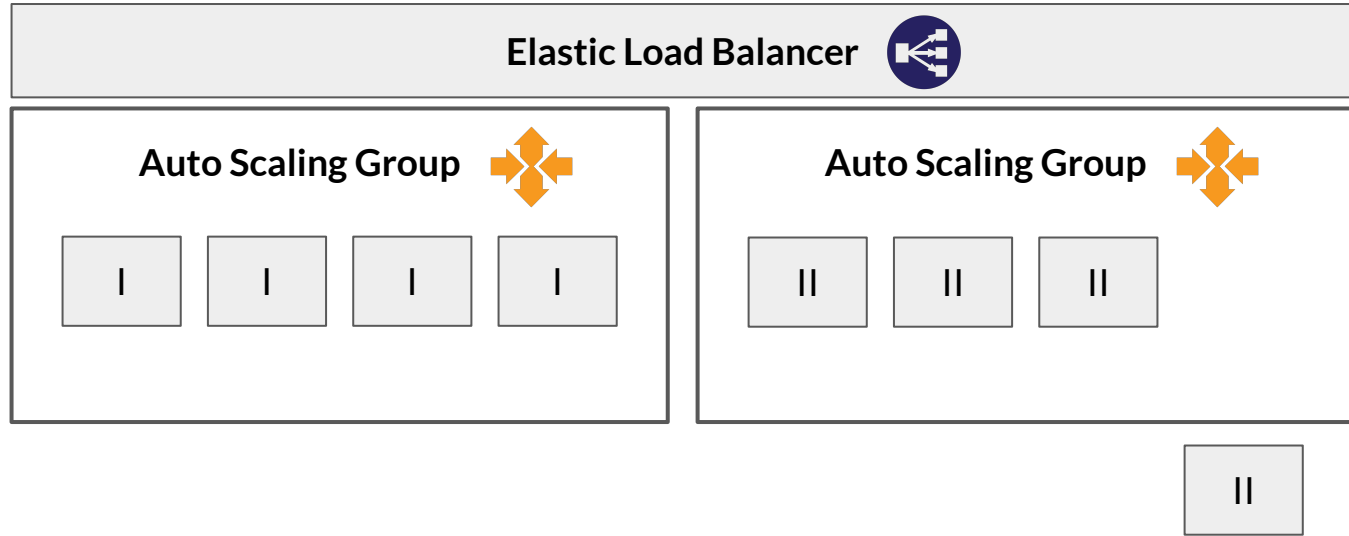 Elastic Load Balancer
Auto Scaling Group
I I I I
Auto Scaling Group
II II II
II